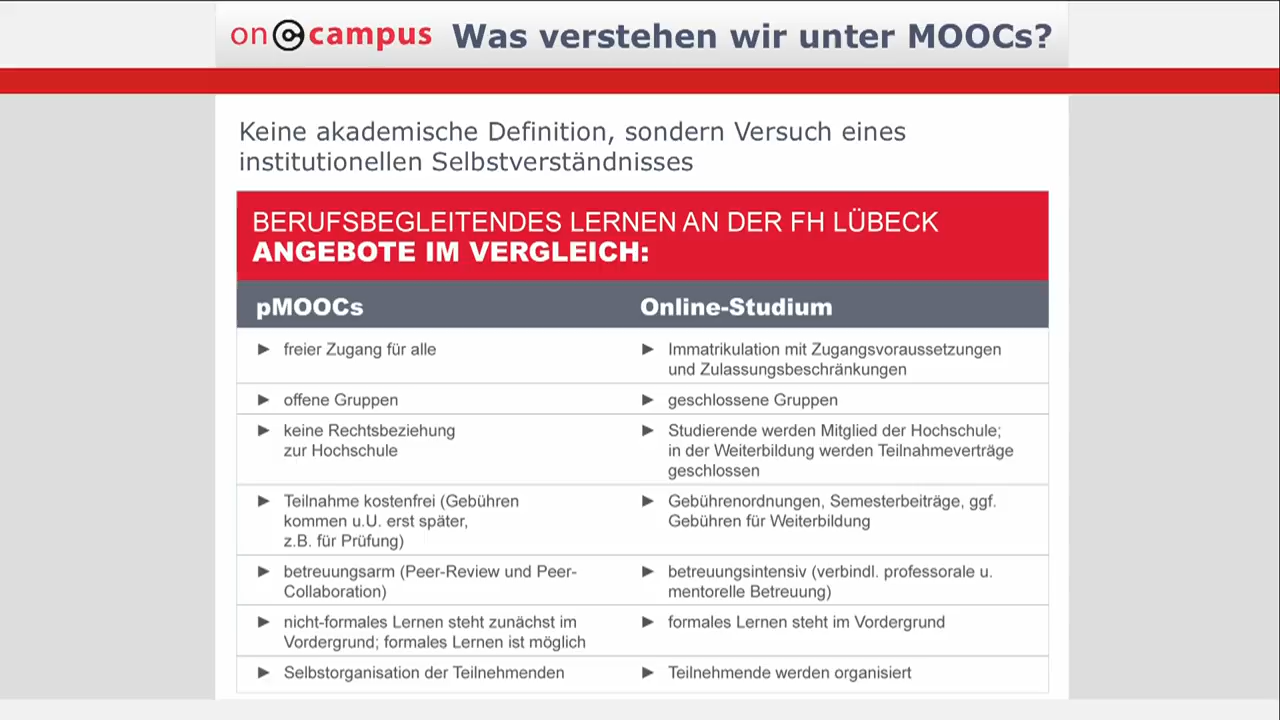 on campus Was verstehen wir unter MOOCs?
Keine akademische Definition, sondern Versuch eines
institutionellen Selbstverständnisses
BERUFSBEGLEITENDES LERNEN AN DER FH LÜBECK
ANGEBOTE IM VERGLEICH:
pMOOCs
Online-Studium
► freier Zugang für alle
► Immatrikulation mit Zugangsvoraussetzungen
und Zulassungsbeschränkungen
► offene Gruppen
► geschlossene Gruppen
► keine Rechtsbeziehung
zur Hochschule
► Studierende werden Mitglied der Hochschule;
in der Weiterbildung werden Teilnahmeverträge
geschlossen
► Teilnahme kostenfrei (Gebühren
kommen u.U. erst später,
z.B. für Prüfung)
► Gebührenordnungen, Semesterbeiträge, ggf.
Gebühren für Weiterbildung
► betreuungsarm (Peer-Review und Peer-
Collaboration)
► betreuungsintensiv (verbindl. professorale u.
mentorelle Betreuung)
► nicht-formales Lernen steht zunächst im
Vordergrund; formales Lernen ist möglich
► formales Lernen steht im Vordergrund
► Selbstorganisation der Teilnehmenden
► Teilnehmende werden organisiert